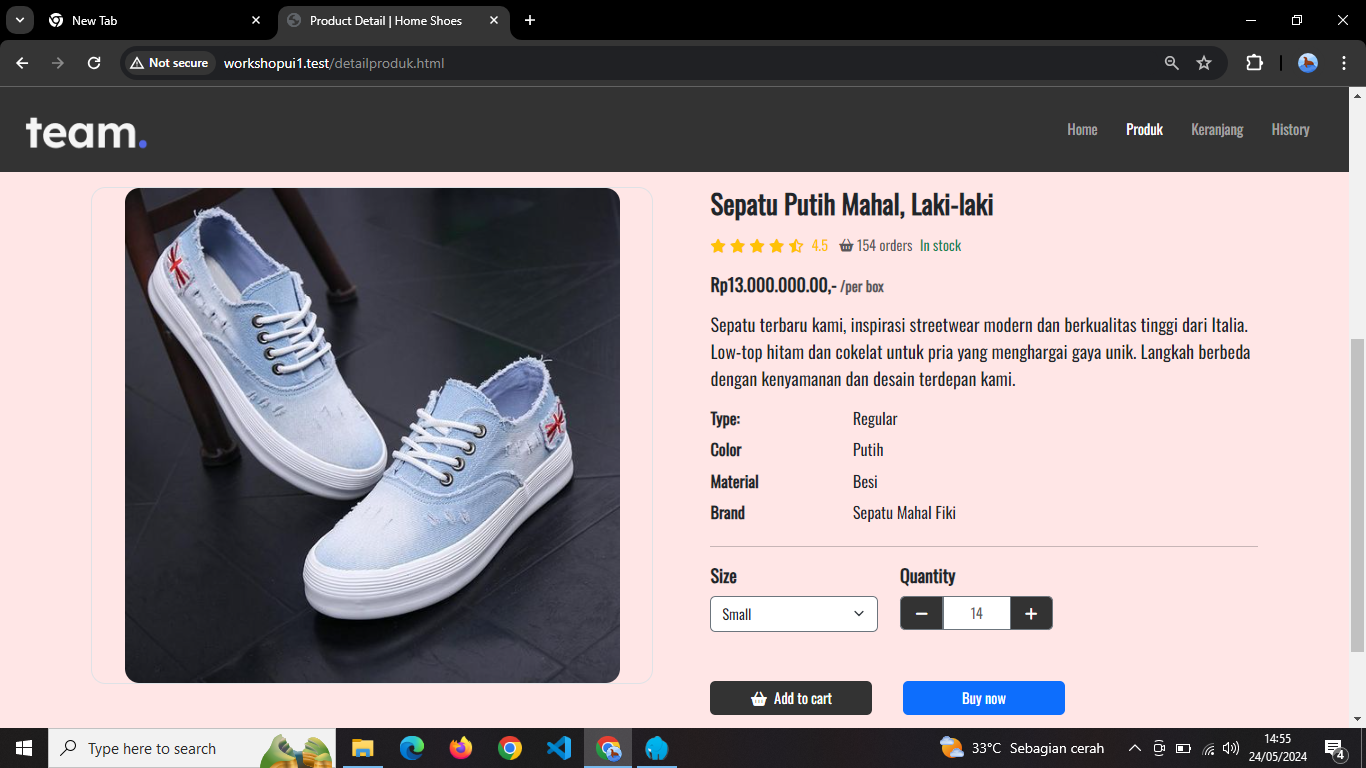 New Tab
Product Detail | Home Shoes
Not secure
workshopui1.test/detailproduk.html
team.
Home
Produk
Keranjang
History
Sepatu Putih Mahal, Laki-laki
4.5
154 orders
In stock
Rp13.000.000.00,- /per box
Sepatu terbaru kami, inspirasi streetwear modern dan berkualitas tinggi dari Italia.
Low-top hitam dan cokelat untuk pria yang menghargai gaya unik. Langkah berbeda
dengan kenyamanan dan desain terdepan kami.
Type: Regular
Color Putih
Material Besi
Brand Sepatu Mahal Fiki
Size Quantity
Small 14
Add to cart
Buy now
Type here to search
33°C Sebagian cerah
14:55
24/05/2024
4